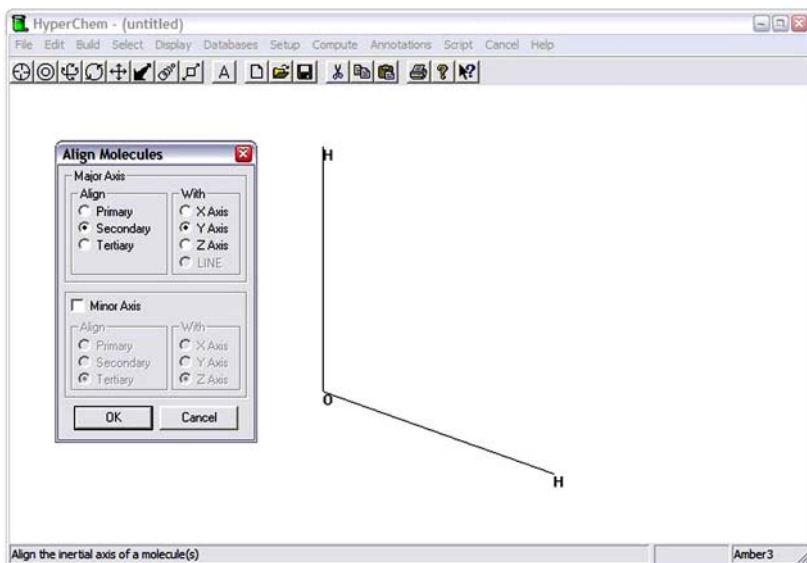 HyperChem - (untitled)
File Edit Build Select Display Databases Setup Compute Annotations Script Cancel Help
A
H
Align Molecules
Major Axis
Align With
Primary X Axis
Secondary Y Axis
Tertiary Z Axis
LINE
Minor Axis
Align With
Primary X Axis
Secondary Y Axis
Tertiary Z Axis
OK Cancel
O
H
Align the inertial axis of a molecule(s) Amber3